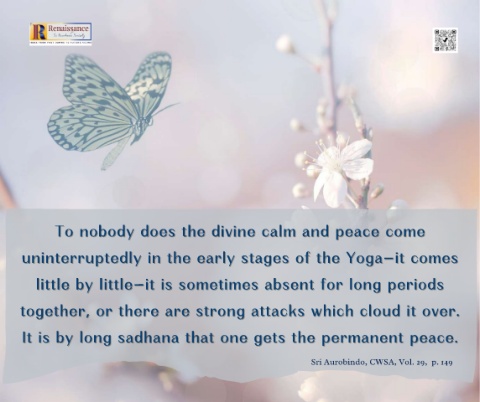 Renaissance
To nobody does the divine calm and peace come
uninterruptedly in the early stages of the Yoga—it comes
little by little—it is sometimes absent for long periods
together, or there are strong attacks which cloud it over.
It is by long sadhana that one gets the permanent peace.
Sri Aurobindo, CWSA, Vol. 29, p. 149